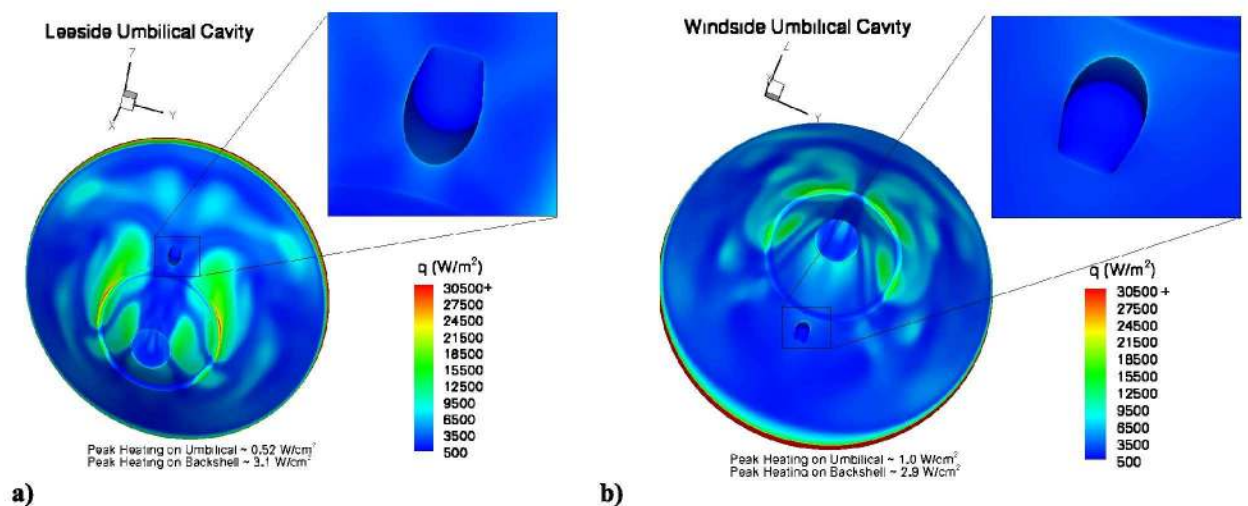 Leeside Umbilical Cavity
Z
Y
X
q (W/m²)
30500+
27500
24500
21500
18500
15500
12500
9500
6500
3500
500
Peak Heating on Umbilical ~ 0.52 W/cm²
Peak Heating on Backshell ~ 3.1 W/cm²
a)
Windside Umbilical Cavity
Z
X
Y
q (W/m²)
30500+
27500
24500
21500
18500
15500
12500
9500
6500
3500
500
Peak Heating on Umbilical ~ 1.0 W/cm²
Peak Heating on Backshell ~ 2.9 W/cm²
b)